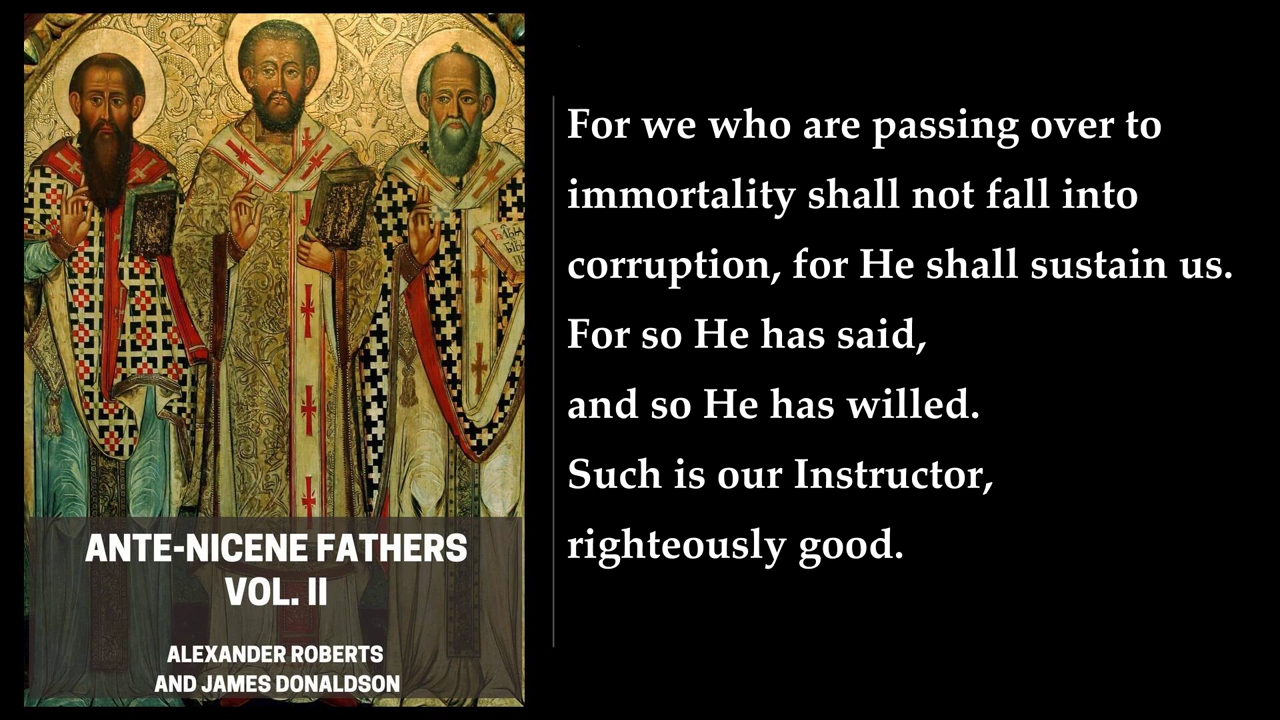 ANTE-NICENE FATHERS
VOL. II
ALEXANDER ROBERTS
AND JAMES DONALDSON
For we who are passing over to
immortality shall not fall into
corruption, for He shall sustain us.
For so He has said,
and so He has willed.
Such is our Instructor,
righteously good.